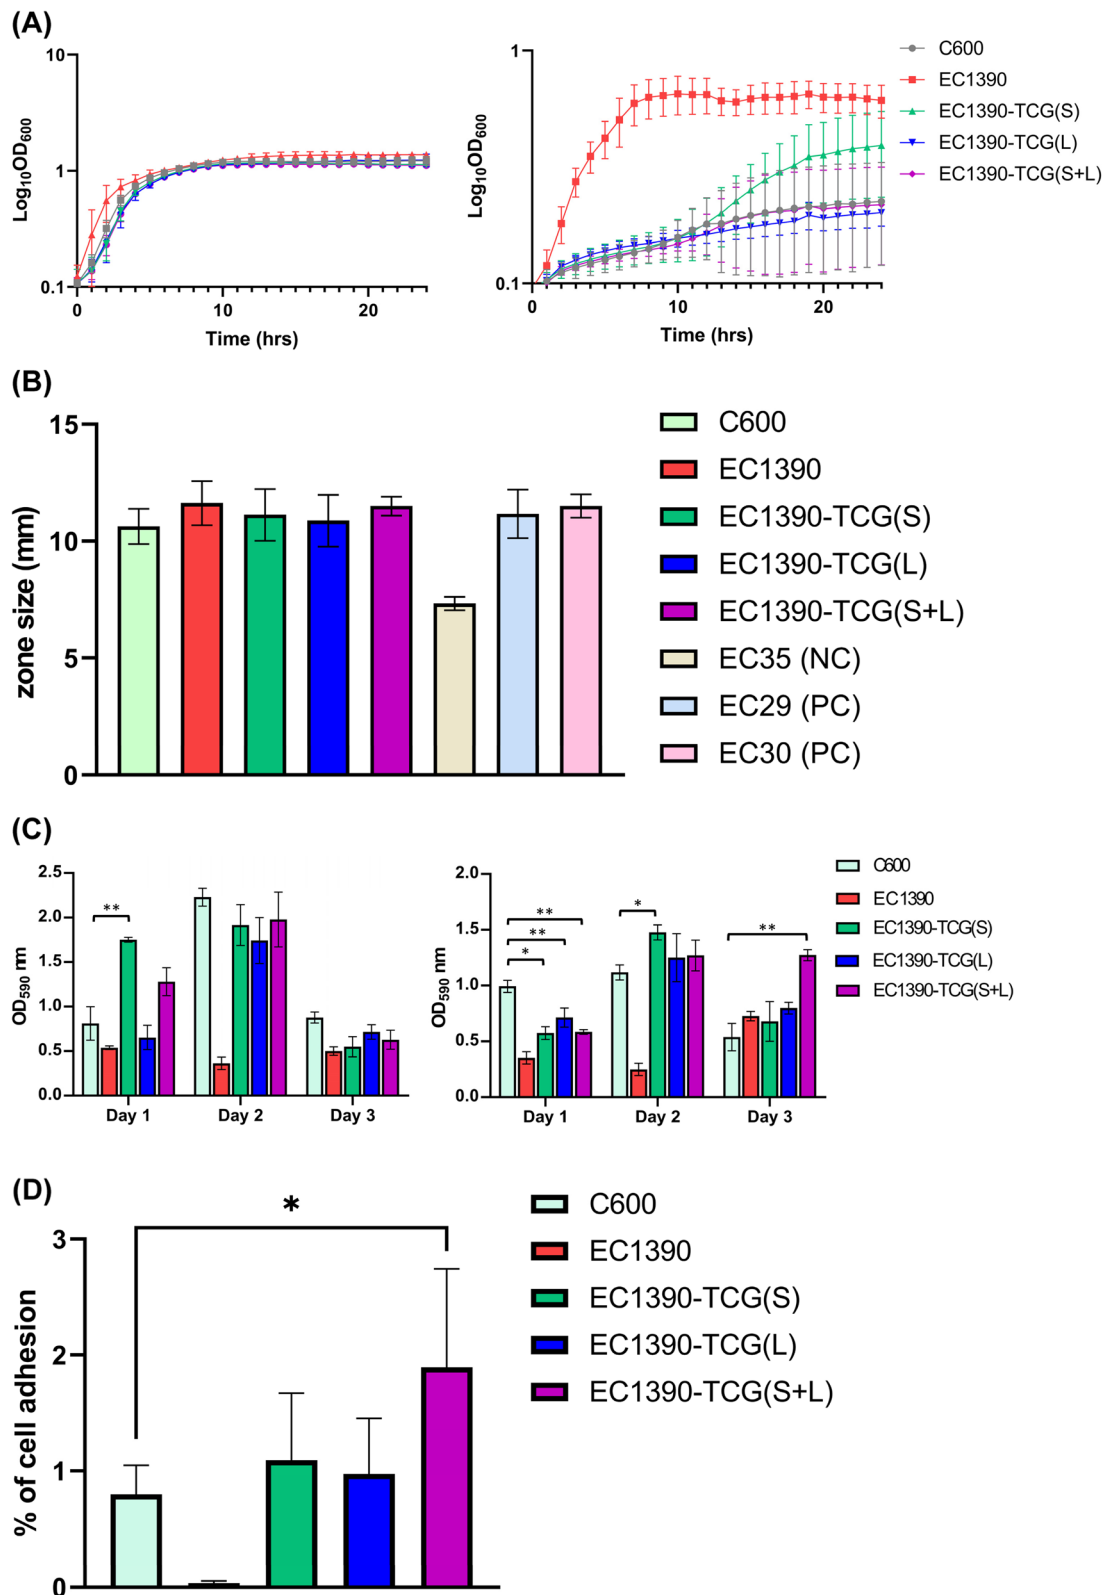 (A)
10
1
0.1
Log10OD600
0
10
20
Time (hrs)
1
0.1
Log10OD600
0
10
20
Time (hrs)
C600
EC1390
EC1390-TCG(S)
EC1390-TCG(L)
EC1390-TCG(S+L)
(B)
15
10
5
0
zone size (mm)
C600
EC1390
EC1390-TCG(S)
EC1390-TCG(L)
EC1390-TCG(S+L)
EC35 (NC)
EC29 (PC)
EC30 (PC)
(C)
2.5
2.0
1.5
1.0
0.5
0.0
OD590 nm
**
Day 1
Day 2
Day 3
2.0
1.5
1.0
0.5
0.0
OD590 nm
**
**
*
*
**
Day 1
Day 2
Day 3
C600
EC1390
EC1390-TCG(S)
EC1390-TCG(L)
EC1390-TCG(S+L)
(D)
3
2
1
0
% of cell adhesion
*
C600
EC1390
EC1390-TCG(S)
EC1390-TCG(L)
EC1390-TCG(S+L)